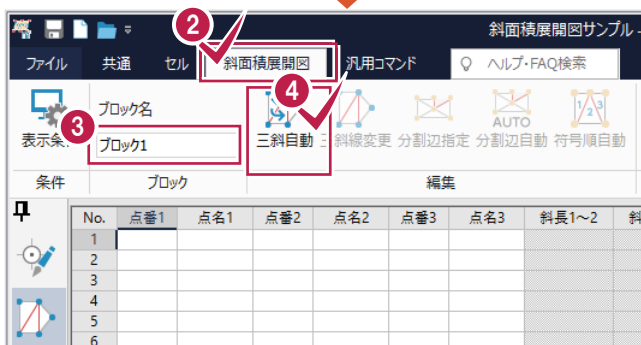 斜面積展開図サンプル -
2
ファイル 共通 セル 斜面積展開図 汎用コマンド ヘルプ・FAQ検索
4
ブロック名
3
ブロック1
表示条件 三斜自動 三斜線変更 分割辺指定 AUTO 分割辺自動 1 2 3 符号順自動
条件 ブロック 編集
No. 点番1 点名1 点番2 点名2 点番3 点名3 斜長1~2 斜
1
2
3
4
5
6